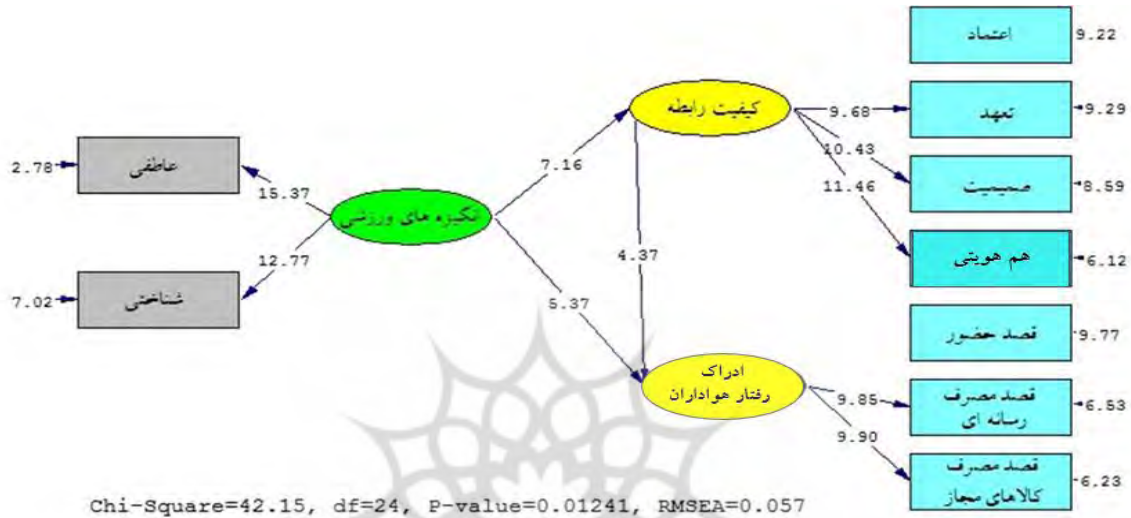 اعتماد
9.22
کیفیت رابطه
9.68
تعهد
9.29
10.43
2.78
عاطفی
7.16
صمیمیت
8.59
15.37
11.46
انگیزه های ورزشی
4.37
هم هویتی
6.12
12.77
7.02
شناختی
5.37
قصد حضور
9.77
ادراک
رفتار هواداران
9.85
قصد مصرف
رسانه ای
6.53
9.90
قصد مصرف
کالاهای مجاز
6.23
Chi-Square=42.15, df=24, P-value=0.01241, RMSEA=0.057